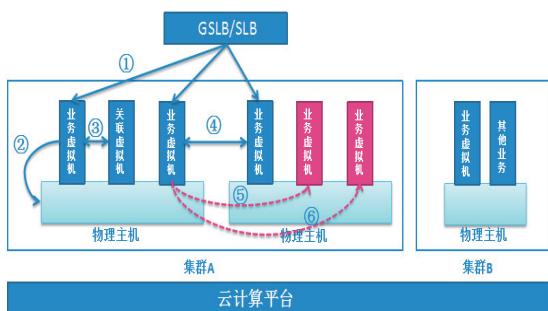 GSLB/SLB
①
②
③
④
⑤
⑥
业务虚拟机
关联虚拟机
业务虚拟机
业务虚拟机
业务虚拟机
业务虚拟机
业务虚拟机
其他业务
物理主机
物理主机
物理主机
集群A
集群B
云计算平台